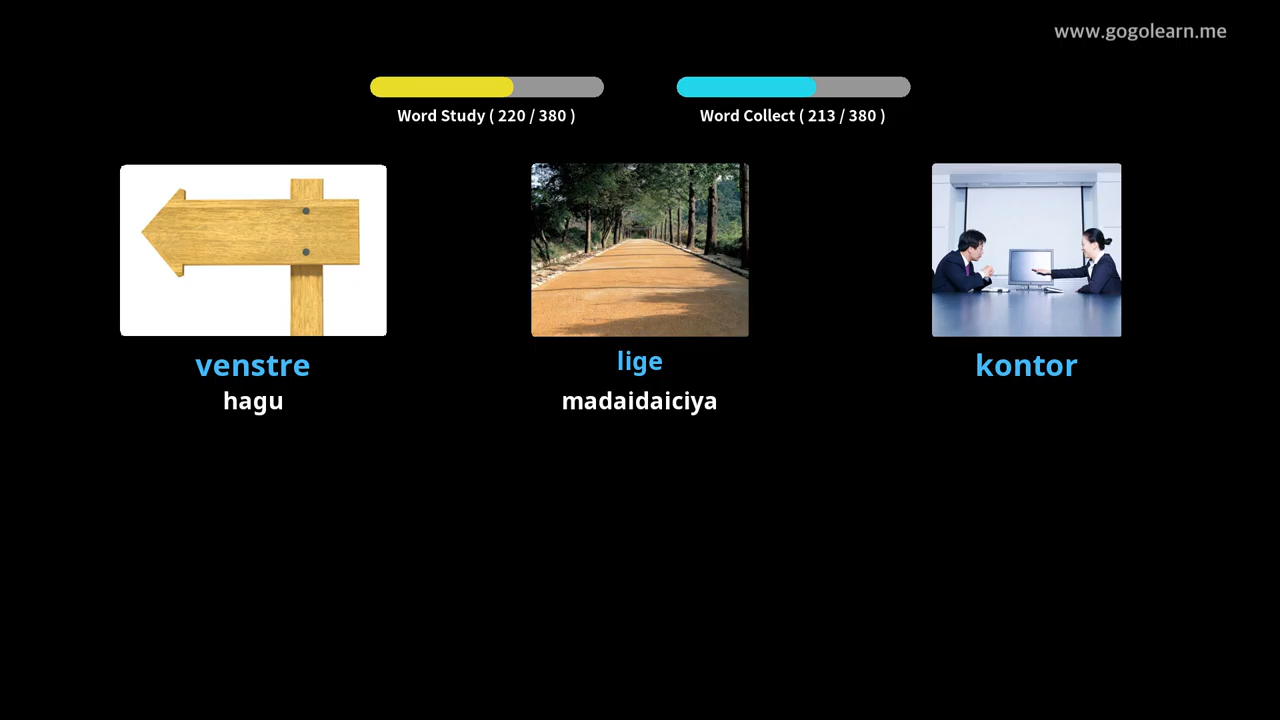 www.gogolearn.me
Word Study ( 220 / 380 )
Word Collect ( 213 / 380 )
venstre
hagu
lige
madaidaiciya
kontor